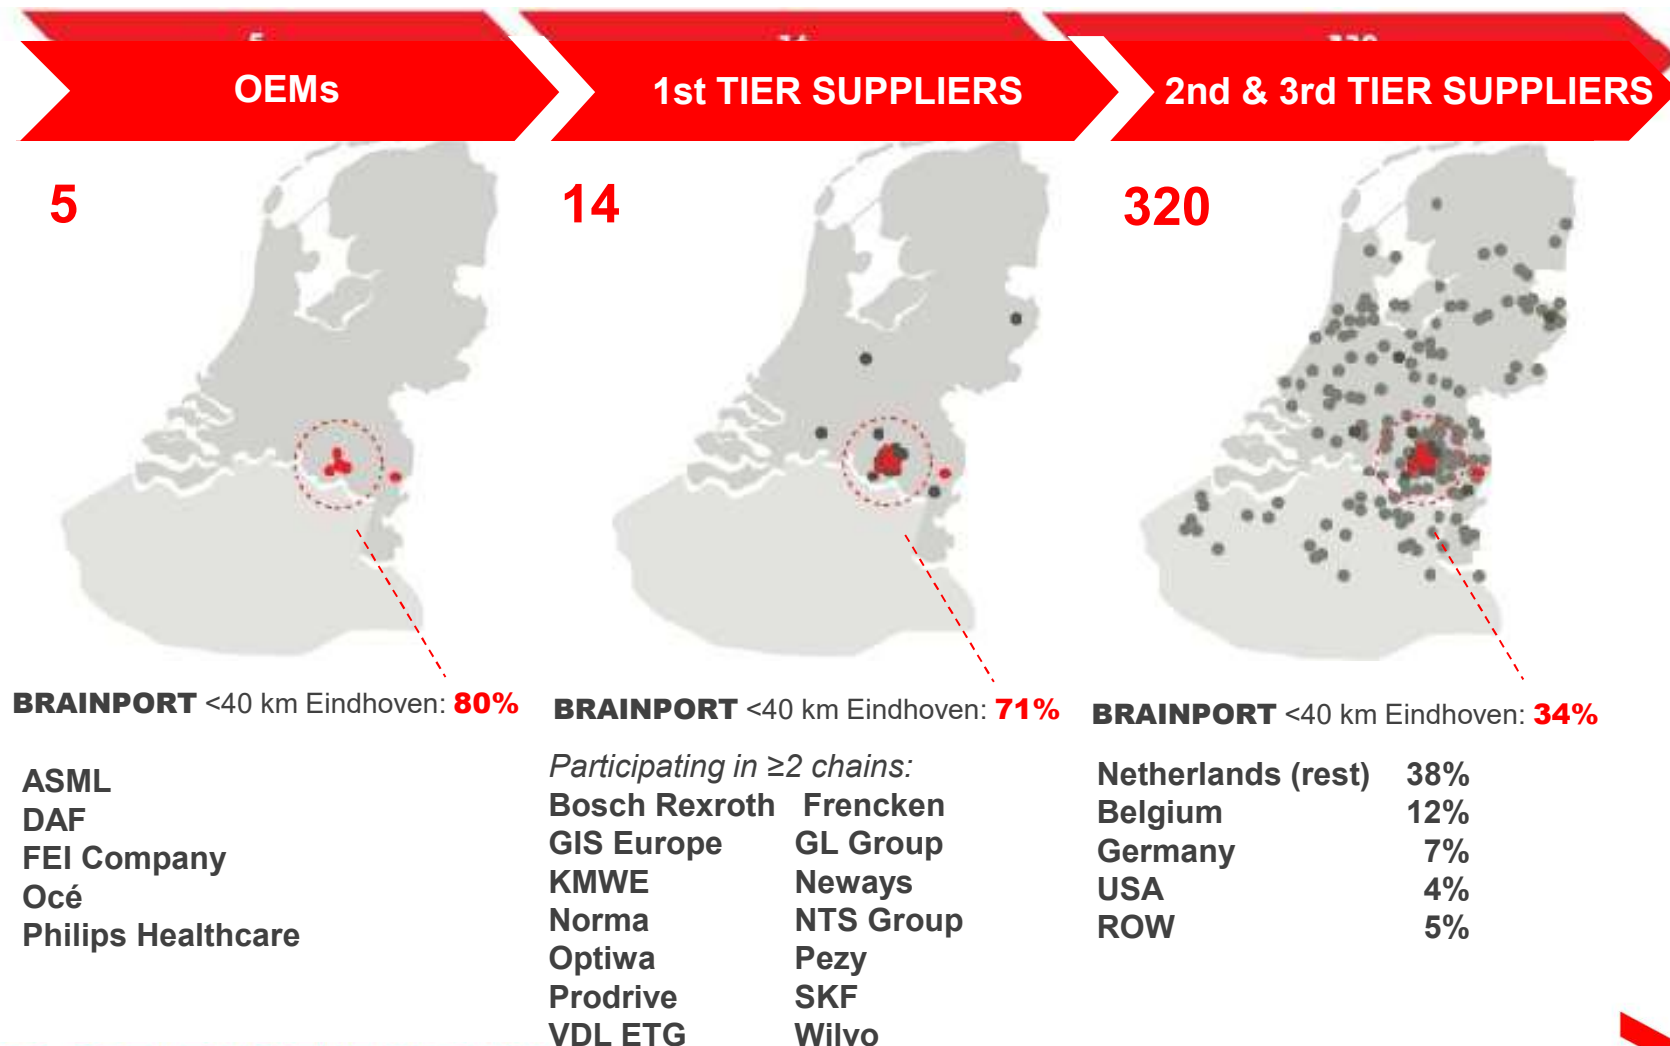 OEMs
1st TIER SUPPLIERS
2nd & 3rd TIER SUPPLIERS
5
14
320
BRAINPORT <40 km Eindhoven: 80%
ASML
DAF
FEI Company
Océ
Philips Healthcare
BRAINPORT <40 km Eindhoven: 71%
Participating in ≥2 chains:
Bosch Rexroth Frencken
GIS Europe GL Group
KMWE Neways
Norma NTS Group
Optiwa Pezy
Prodrive SKF
VDL ETG Wilvo
BRAINPORT <40 km Eindhoven: 34%
Netherlands (rest) 38%
Belgium 12%
Germany 7%
USA 4%
ROW 5%